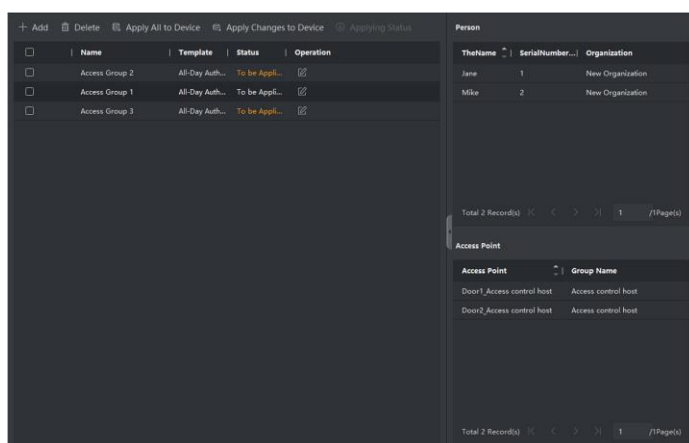 + Add Delete Apply All to Device Apply Changes to Device Applying Status
Name | Template | Status | Operation
Access Group 2 All-Day Auth... To be Appli...
Access Group 1 All-Day Auth... To be Appli...
Access Group 3 All-Day Auth... To be Appli...
Person
TheName | SerialNumber...| Organization
Jane 1 New Organization
Mike 2 New Organization
Total 2 Record(s) 1 /1Page(s)
Access Point
Access Point | Group Name
Door1_Access control host Access control host
Door2_Access control host Access control host
Total 2 Record(s) 1 /1Page(s)